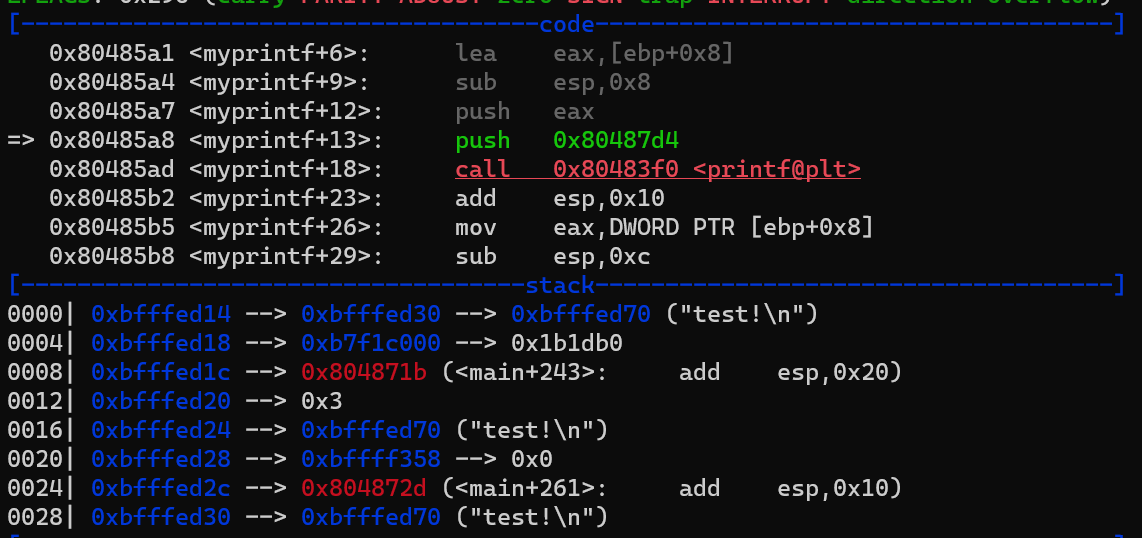 EFLAGS: 0x296 (carry PARITY ADJUST zero SIGN trap INTERRUPT direction overflow)
[-------------------------------------code-------------------------------------]
   0x80485a1 <myprintf+6>:	lea    eax,[ebp+0x8]
   0x80485a4 <myprintf+9>:	sub    esp,0x8
   0x80485a7 <myprintf+12>:	push   eax
=> 0x80485a8 <myprintf+13>:	push   0x80487d4
   0x80485ad <myprintf+18>:	call   0x80483f0 <printf@plt>
   0x80485b2 <myprintf+23>:	add    esp,0x10
   0x80485b5 <myprintf+26>:	mov    eax,DWORD PTR [ebp+0x8]
   0x80485b8 <myprintf+29>:	sub    esp,0xc
[------------------------------------stack-------------------------------------]
0000| 0xbfffed14 --> 0xbfffed30 --> 0xbfffed70 ("test!\n")
0004| 0xbfffed18 --> 0xb7f1c000 --> 0x1b1db0
0008| 0xbfffed1c --> 0x804871b (<main+243>:	add    esp,0x20)
0012| 0xbfffed20 --> 0x3
0016| 0xbfffed24 --> 0xbfffed70 ("test!\n")
0020| 0xbfffed28 --> 0xbffff358 --> 0x0
0024| 0xbfffed2c --> 0x804872d (<main+261>:	add    esp,0x10)
0028| 0xbfffed30 --> 0xbfffed70 ("test!\n")